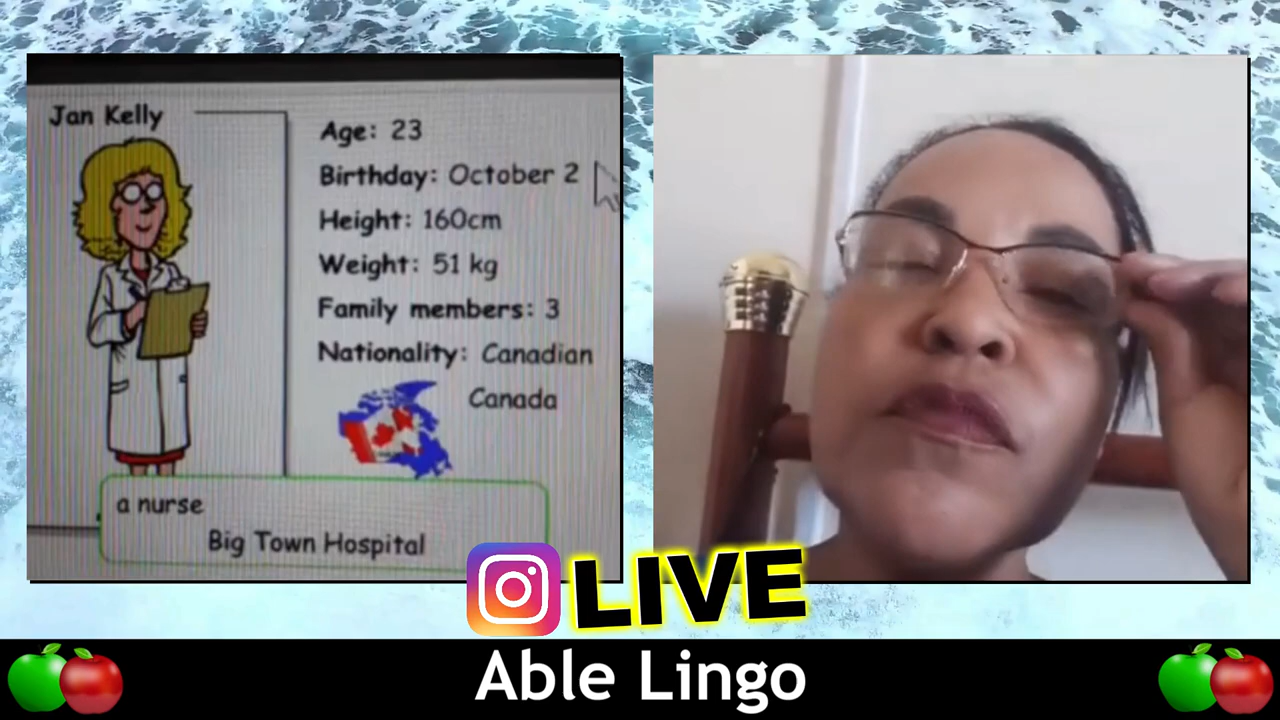 Jan Kelly
Age: 23
Birthday: October 2
Height: 160cm
Weight: 51 kg
Family members: 3
Nationality: Canadian
Canada
a nurse
Big Town Hospital
LIVE
Able Lingo